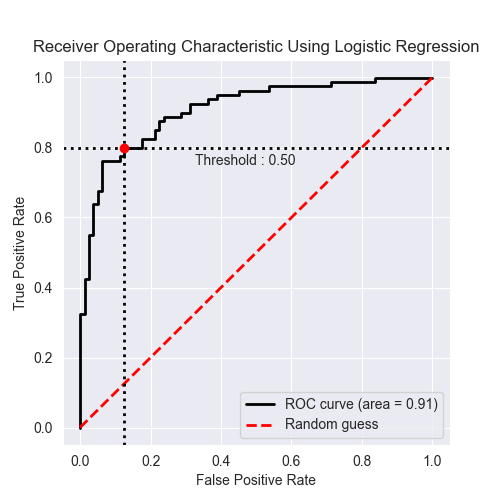 Receiver Operating Characteristic Using Logistic Regression
1.0
0.8
Threshold : 0.50
0.6
True Positive Rate
0.4
0.2
ROC curve (area = 0.91)
Random guess
0.0
0.0 0.2 0.4 0.6 0.8 1.0
False Positive Rate